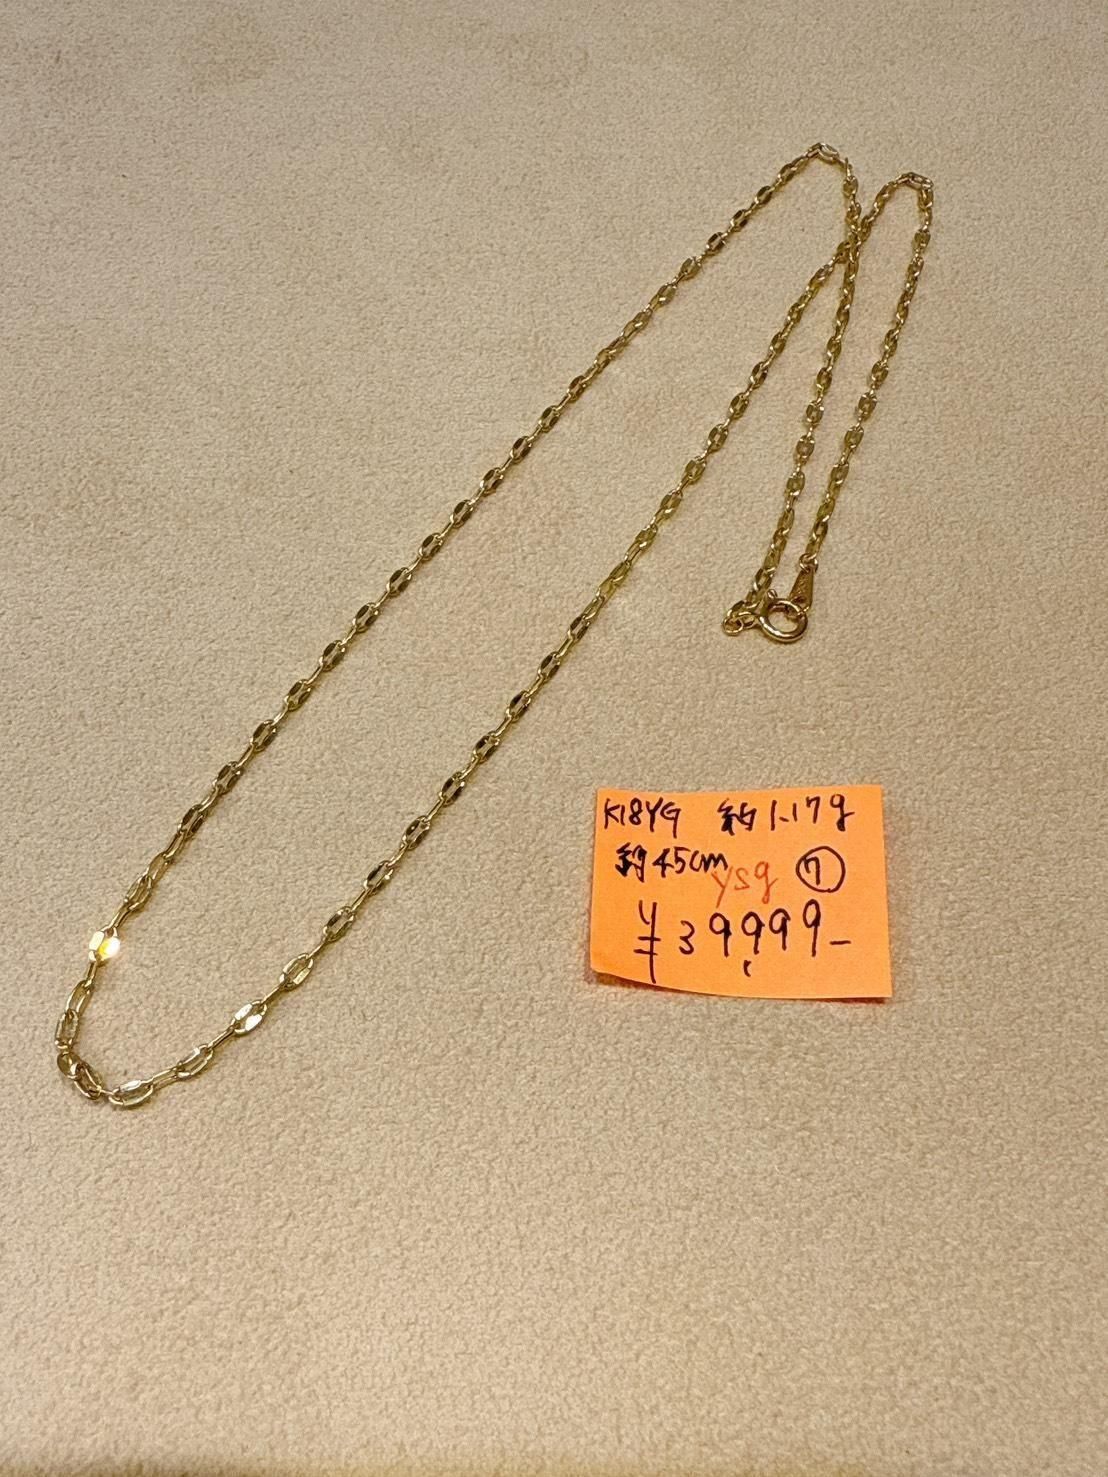 K18YG 約1.17g
約45cm ysg ⑦
¥39,999-